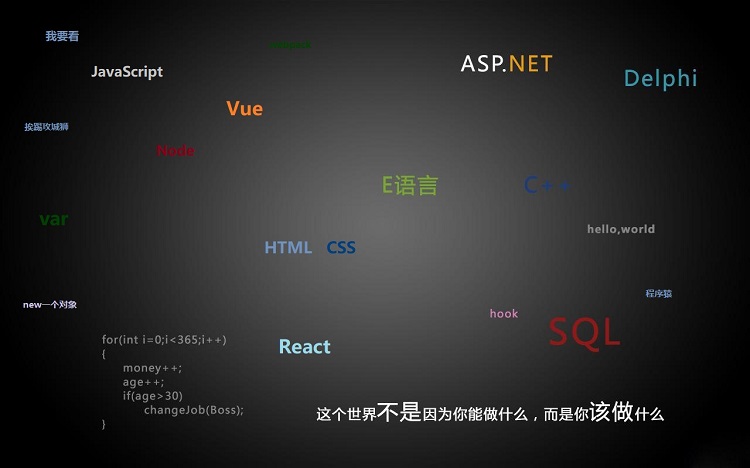 我要看
JavaScript
ASP.NET
Delphi
Vue
挨踢攻城狮
Node
E语言
C++
var
hello,world
HTML CSS
new一个对象
程序猿
hook
SQL
React
for(int i=0;i<365;i++)
{
money++;
age++;
if(age>30)
changeJob(Boss);
}
这个世界不是因为你能做什么，而是你该做什么